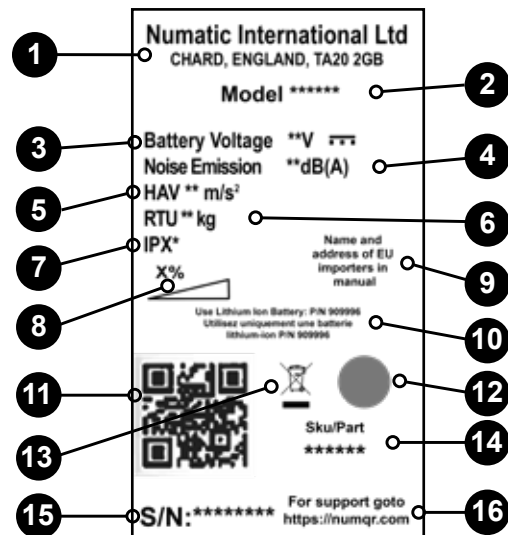 Numatic International Ltd
CHARD, ENGLAND, TA20 2GB
1
Model ******
2
3
Battery Voltage **V
Noise Emission **dB(A)
4
5
HAV ** m/s²
RTU ** kg
6
7
IPX*
Name and
address of EU
importers in
manual
9
X%
8
Use Lithium Ion Battery: P/N 909996
Utilisez uniquement une batterie
lithium-ion P/N 909996
10
11
12
13
Sku/Part
******
14
15
S/N:********
For support goto
https://numqr.com
16